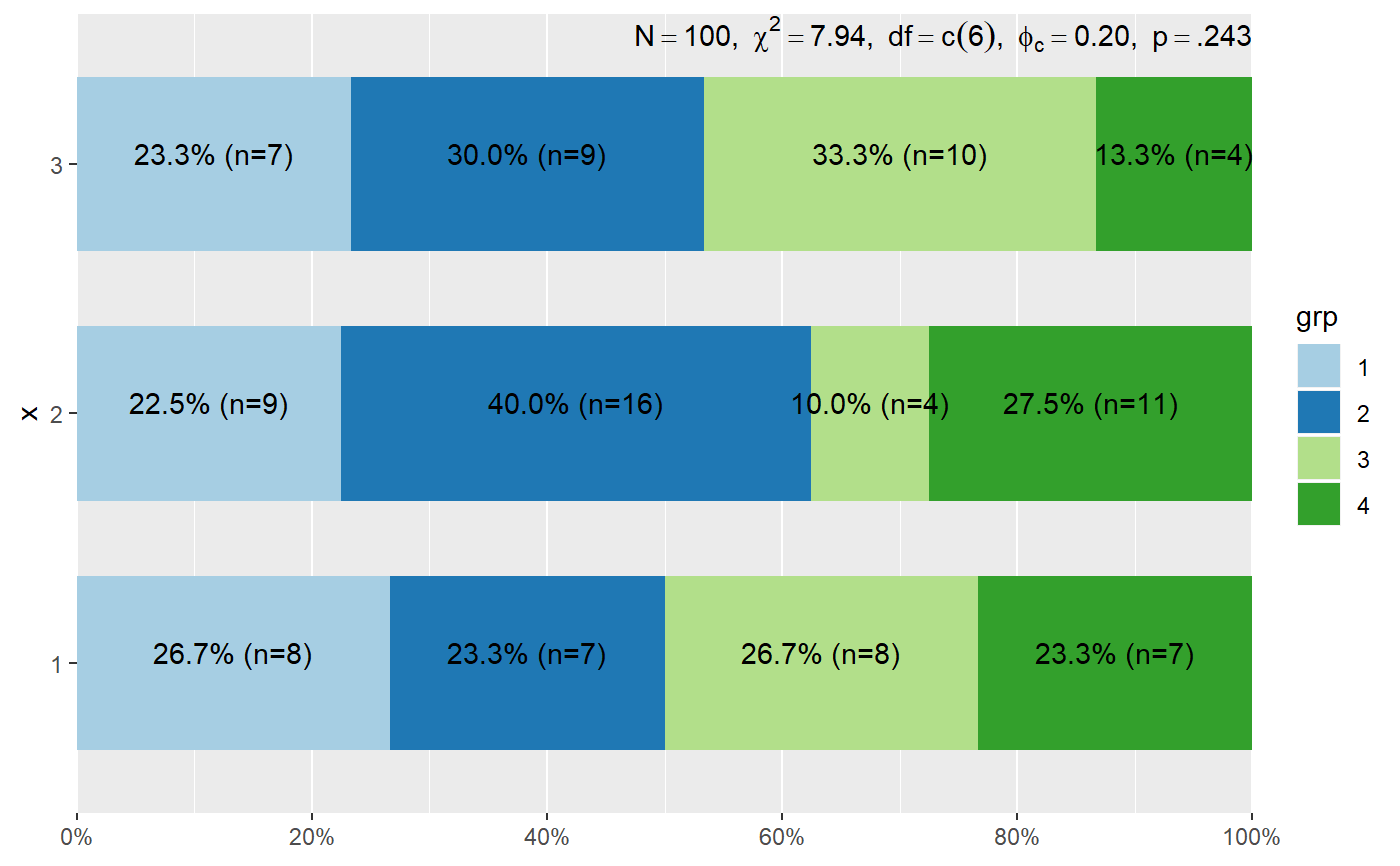 N = 100, χ² = 7.94, df = c(6), ϕc = 0.20, p = .243
3
23.3% (n=7) 30.0% (n=9) 33.3% (n=10) 13.3% (n=4)
x
2
22.5% (n=9) 40.0% (n=16) 10.0% (n=4) 27.5% (n=11)
1
26.7% (n=8) 23.3% (n=7) 26.7% (n=8) 23.3% (n=7)
0% 20% 40% 60% 80% 100%
grp
1
2
3
4